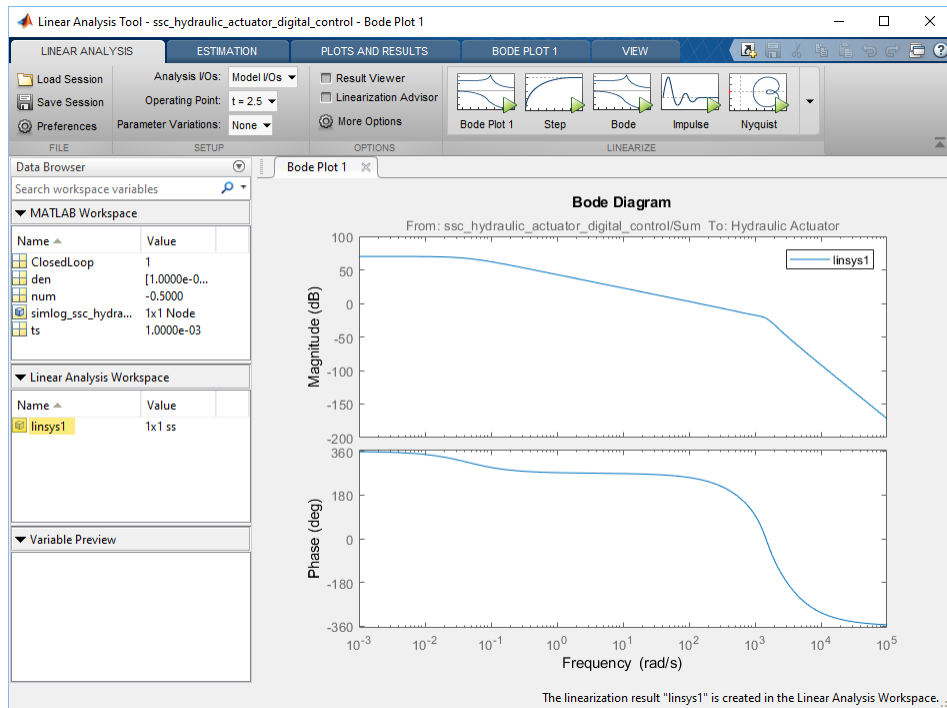 Linear Analysis Tool - ssc_hydraulic_actuator_digital_control - Bode Plot 1
LINEAR ANALYSIS ESTIMATION PLOTS AND RESULTS BODE PLOT 1 VIEW
Load Session
Save Session
Preferences
FILE
Analysis I/Os: Model I/Os
Operating Point: t = 2.5
Parameter Variations: None
SETUP
Result Viewer
Linearization Advisor
More Options
OPTIONS
Bode Plot 1 Step Bode Impulse Nyquist
LINEARIZE
Data Browser
Search workspace variables
MATLAB Workspace
Name Value
ClosedLoop 1
den [1.0000e-0...
num -0.5000
simlog_ssc_hydra... 1x1 Node
ts 1.0000e-03
Linear Analysis Workspace
Name Value
linsys1 1x1 ss
Variable Preview
Bode Plot 1
Bode Diagram
From: ssc_hydraulic_actuator_digital_control/Sum To: Hydraulic Actuator
linsys1
Magnitude (dB)
100
50
0
-50
-100
-150
-200
Phase (deg)
360
180
0
-180
-360
10^-3 10^-2 10^-1 10^0 10^1 10^2 10^3 10^4 10^5
Frequency (rad/s)
The linearization result "linsys1" is created in the Linear Analysis Workspace.